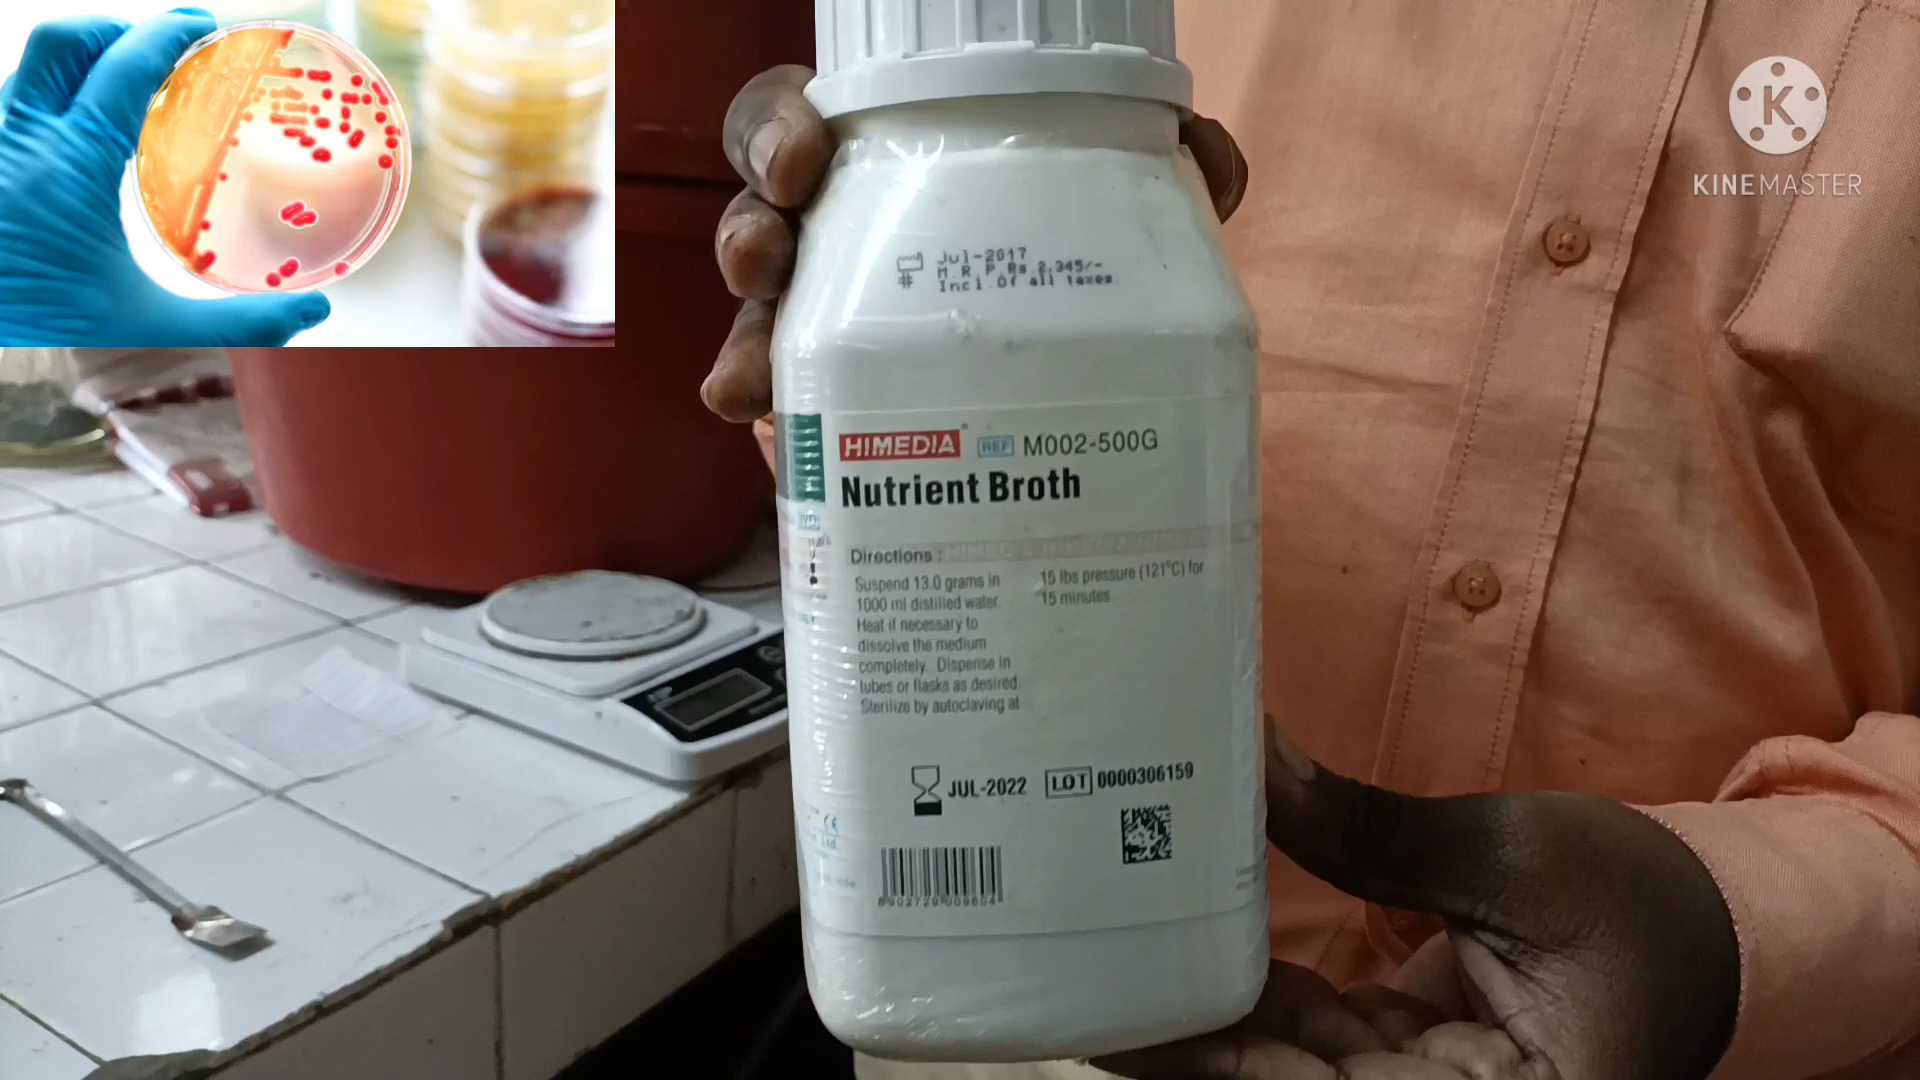 KINEMASTER
Jul-2017
# M.R.P.Rs.2,345/-
Incl.Of all taxes
HIMEDIA® REF M002-500G
Nutrient Broth
Directions :
Suspend 13.0 grams in
1000 ml distilled water.
Heat if necessary to
dissolve the medium
completely. Dispense in
tubes or flasks as desired.
Sterilize by autoclaving at
15 lbs pressure (121°C) for
15 minutes
JUL-2022 LOT 0000306159